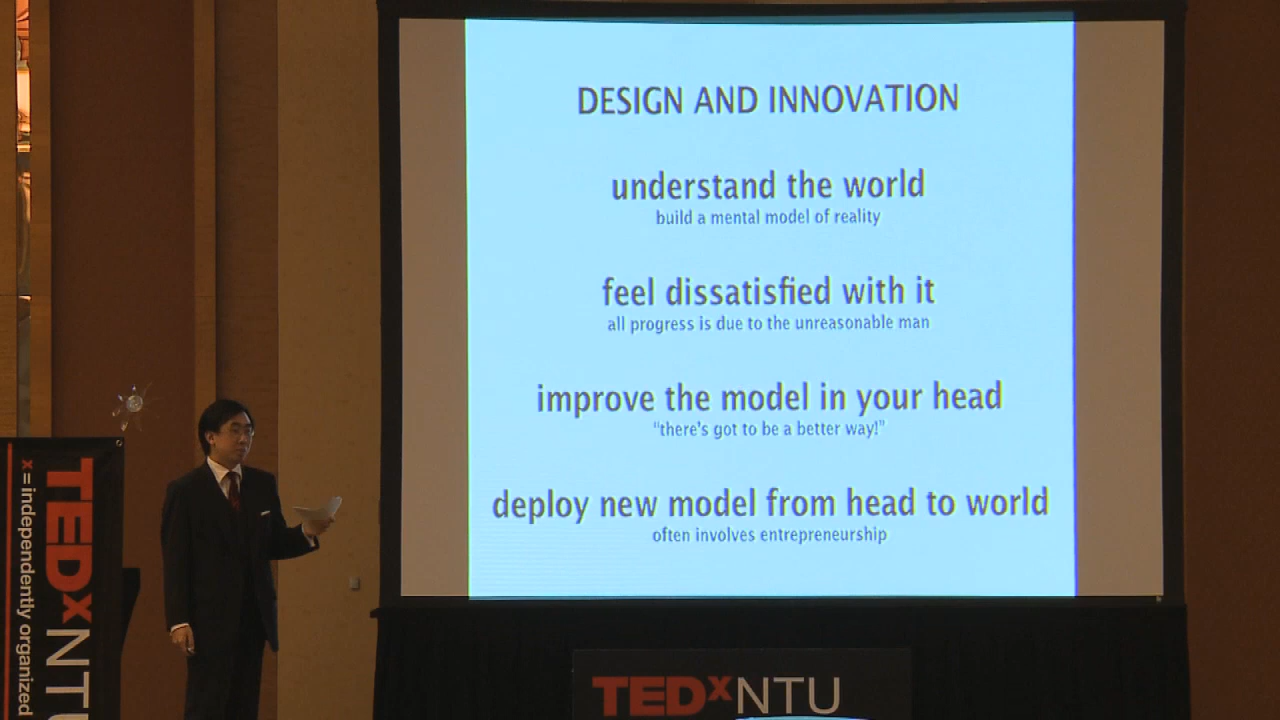 DESIGN AND INNOVATION
understand the world
build a mental model of reality
feel dissatisfied with it
all progress is due to the unreasonable man
improve the model in your head
“there's got to be a better way!”
deploy new model from head to world
often involves entrepreneurship
TEDxNTU
x = independently organized
TEDxNTU